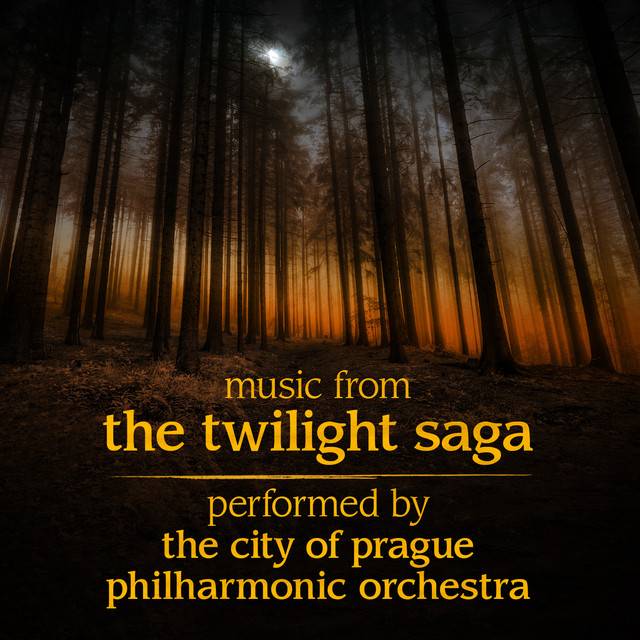 music from
the twilight saga
performed by
the city of prague
philharmonic orchestra